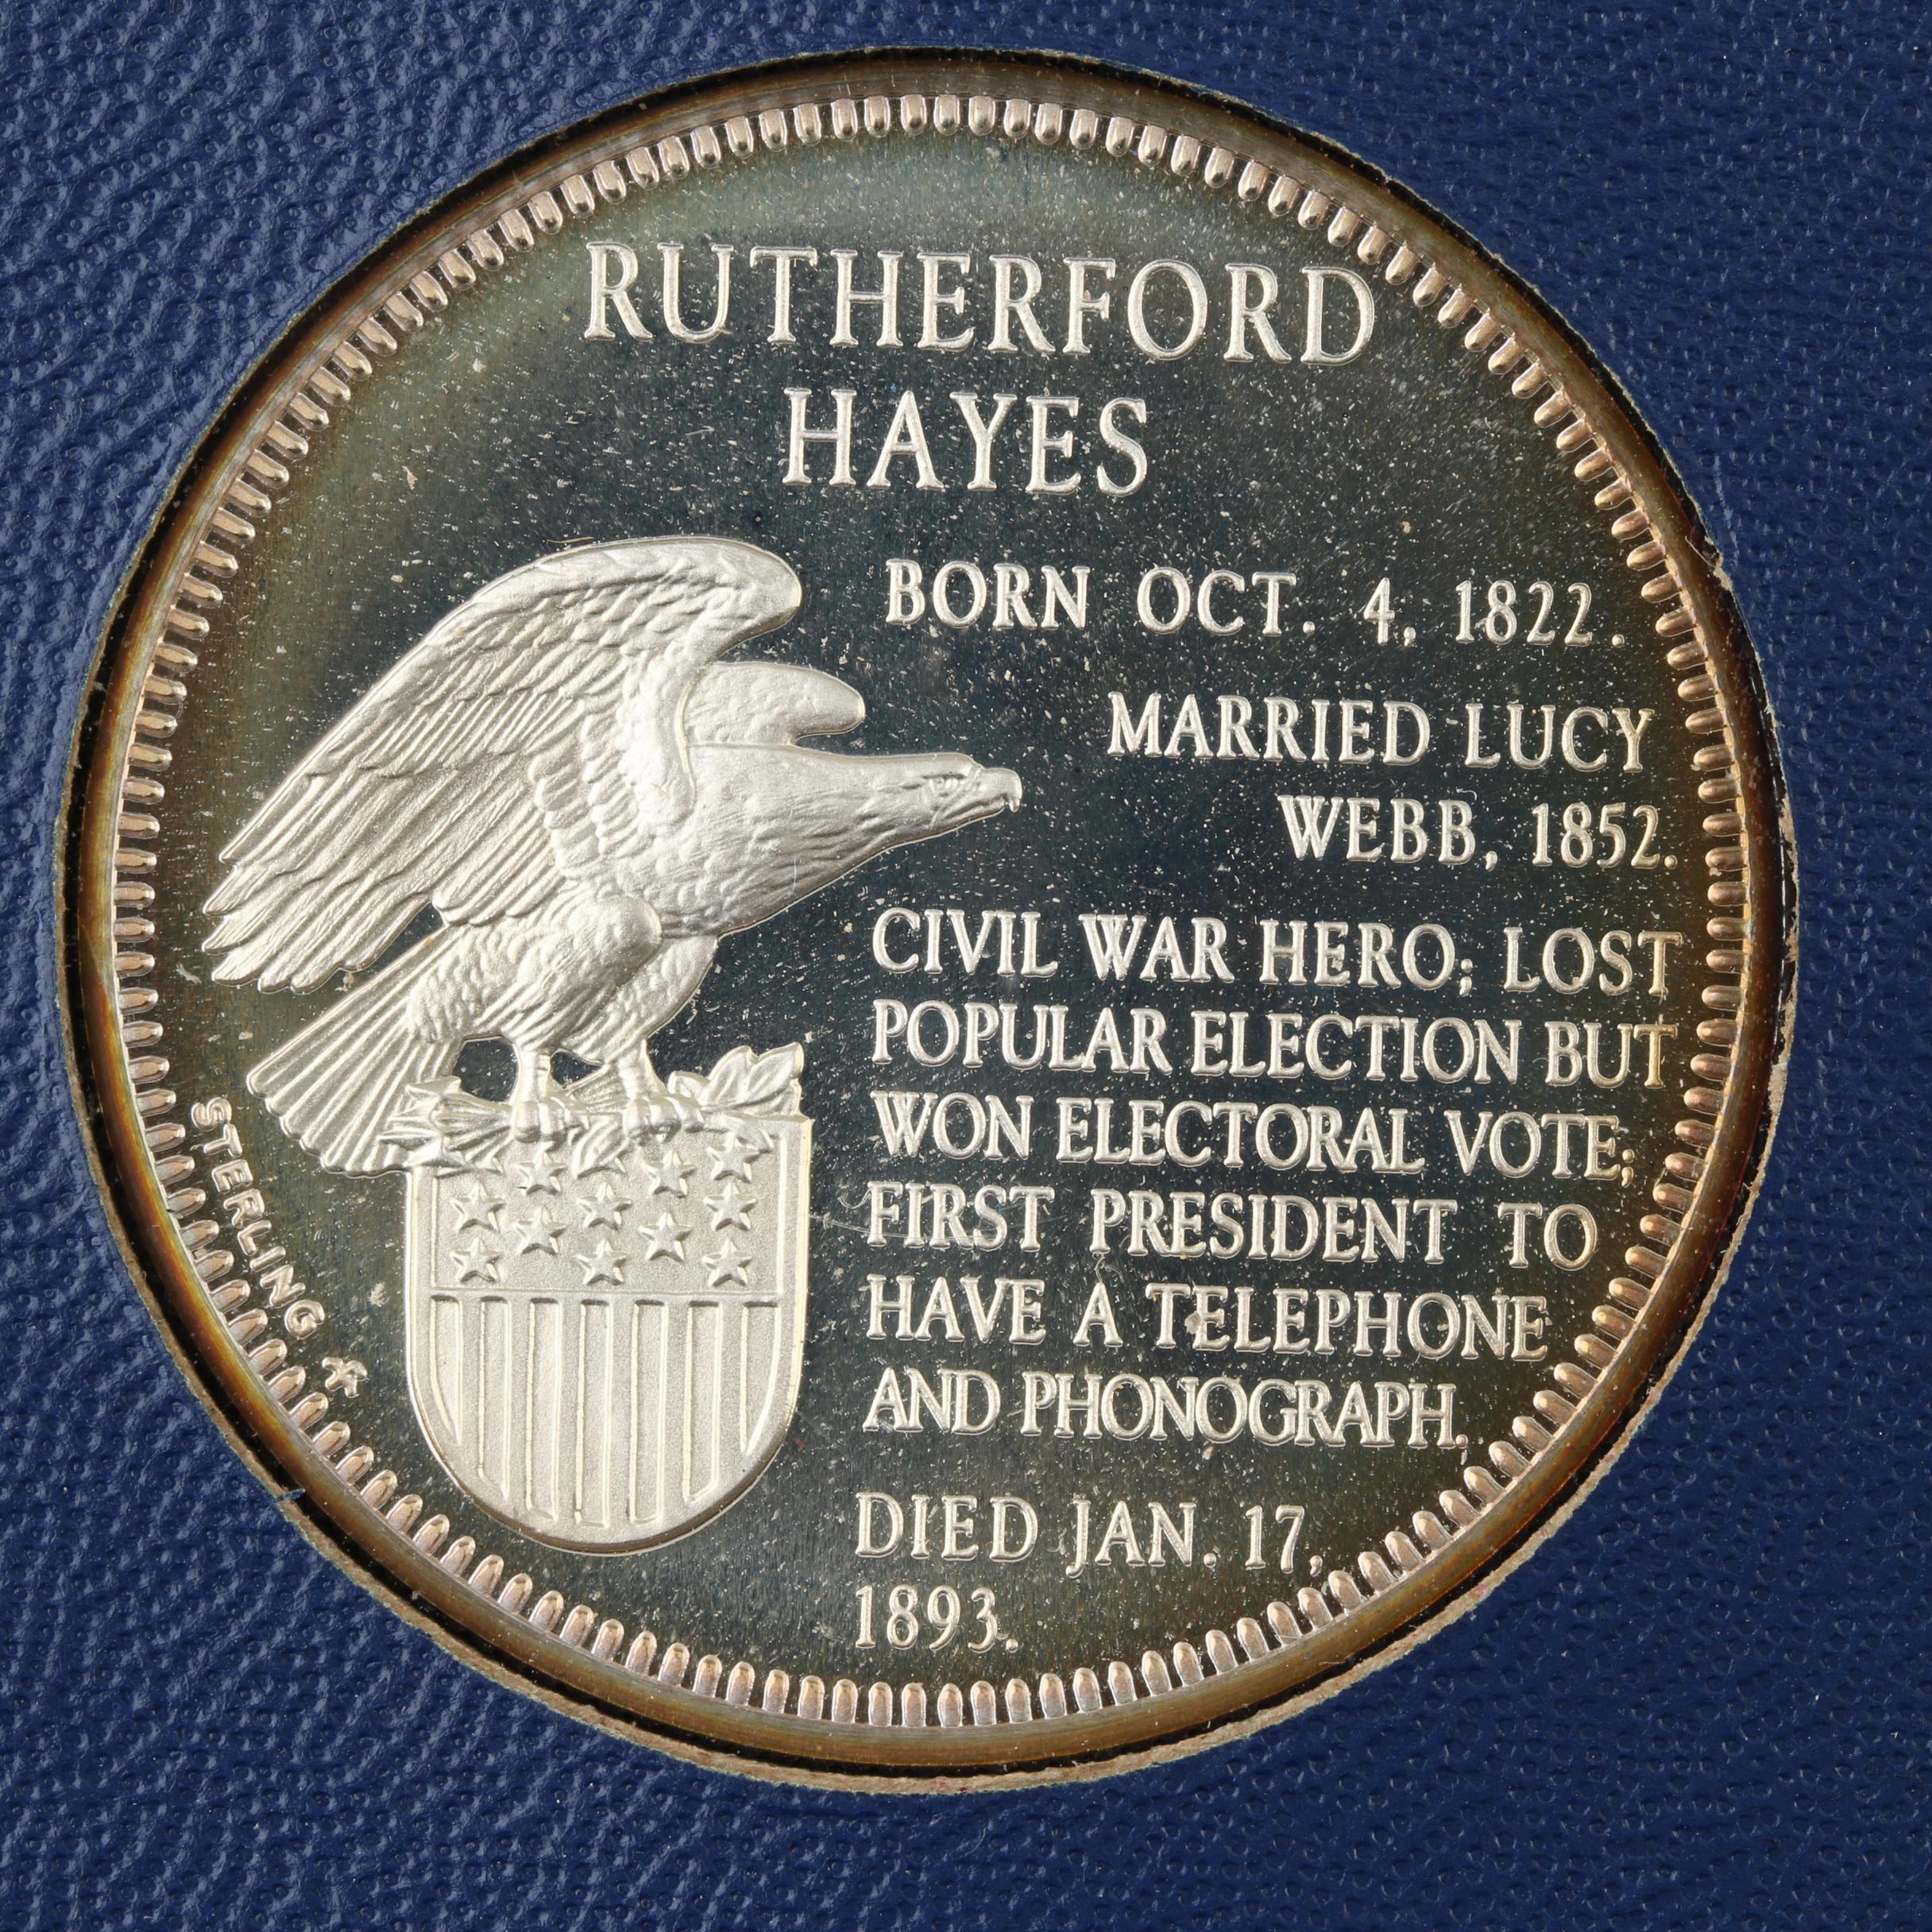 RUTHERFORD
HAYES
BORN OCT. 4, 1822.
MARRIED LUCY
WEBB, 1852.
CIVIL WAR HERO; LOST
POPULAR ELECTION BUT
WON ELECTORAL VOTE;
FIRST PRESIDENT TO
HAVE A TELEPHONE
AND PHONOGRAPH.
DIED JAN. 17,
1893.
STERLING